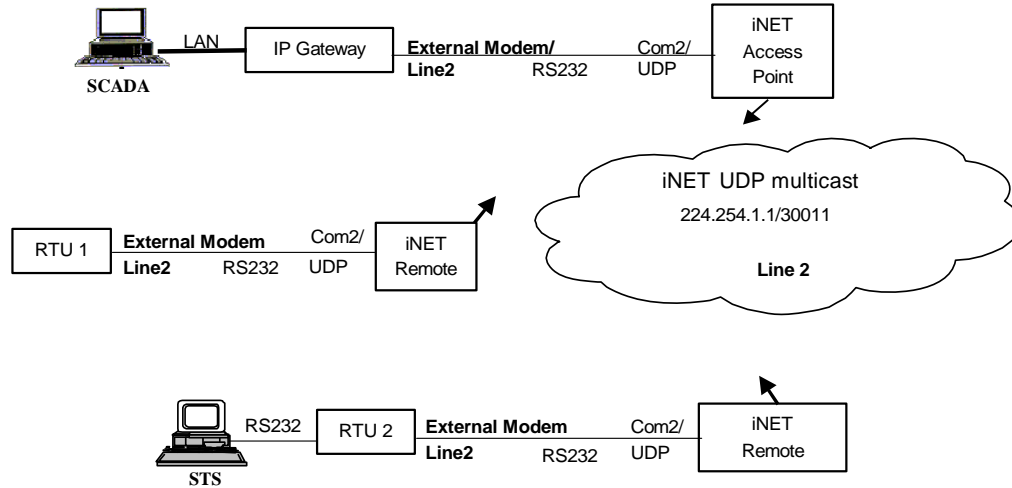 LAN
IP Gateway
External Modem/
Line2
RS232
Com2/
UDP
iNET
Access
Point
SCADA
iNET UDP multicast
224.254.1.1/30011
Line 2
RTU 1
External Modem
Line2
RS232
Com2/
UDP
iNET
Remote
RS232
RTU 2
External Modem
Line2
RS232
Com2/
UDP
iNET
Remote
STS